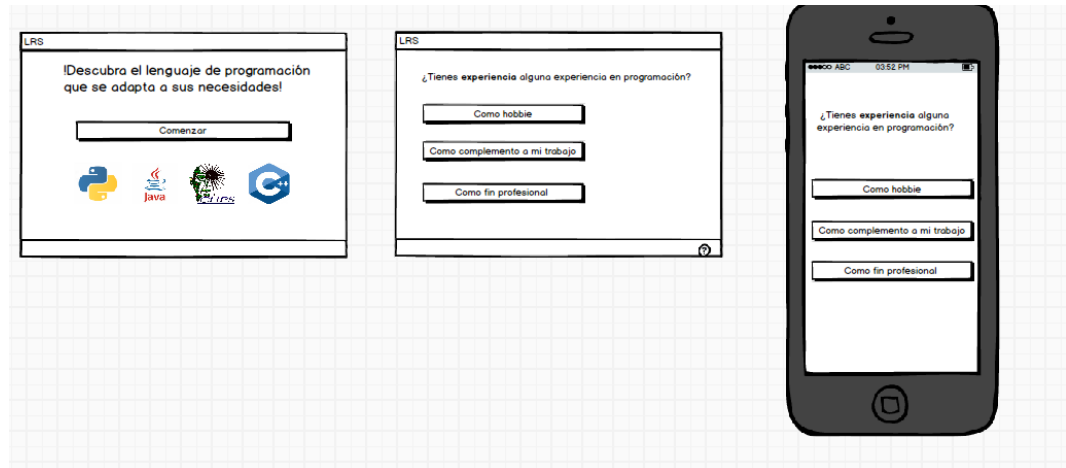 LRS
!Descubra el lenguaje de programación
que se adapta a sus necesidades!
Comenzar
Java
C++
LRS
¿Tienes experiencia alguna experiencia en programación?
Como hobbie
Como complemento a mi trabajo
Como fin profesional
?
ABC 03:52 PM
¿Tienes experiencia alguna
experiencia en programación?
Como hobbie
Como complemento a mi trabajo
Como fin profesional